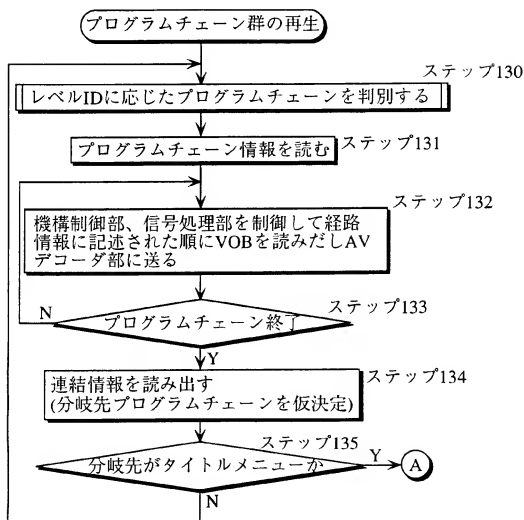 プログラムチェーン群の再生
ステップ130
レベルIDに応じたプログラムチェーンを判別する
ステップ131
プログラムチェーン情報を読む
ステップ132
機構制御部、信号処理部を制御して経路
情報に記述された順にVOBを読みだしAV
デコーダ部に送る
ステップ133
N
プログラムチェーン終了
Y
ステップ134
連結情報を読み出す
(分岐先プログラムチェーンを仮決定)
ステップ135
分岐先がタイトルメニューか
Y
A
N